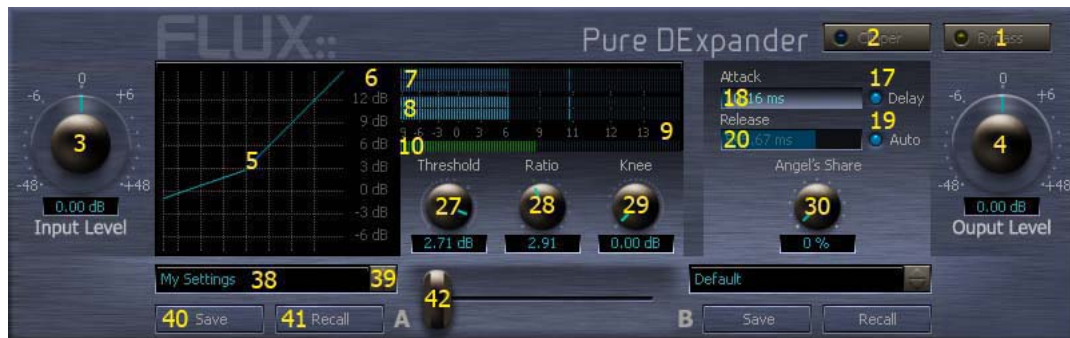 FLUX::
Pure DExpander
2
1
Bypass
0
-6
+6
3
-48
+48
0.00 dB
Input Level
5
6
12 dB
9 dB
6 dB
3 dB
0 dB
-3 dB
-6 dB
7
8
9 -6 -3 0 3 6 9 11 12 13 9
10
Threshold Ratio Knee
27 28 29
2.71 dB 2.91 0.00 dB
Attack
17
18 ms
Delay
Release
19
20 .67 ms
Auto
Angel's Share
30
0 %
0
-6
+6
4
-48
+48
0.00 dB
Ouput Level
My Settings 38 39
40 Save 41 Recall A
42
Default
B Save Recall